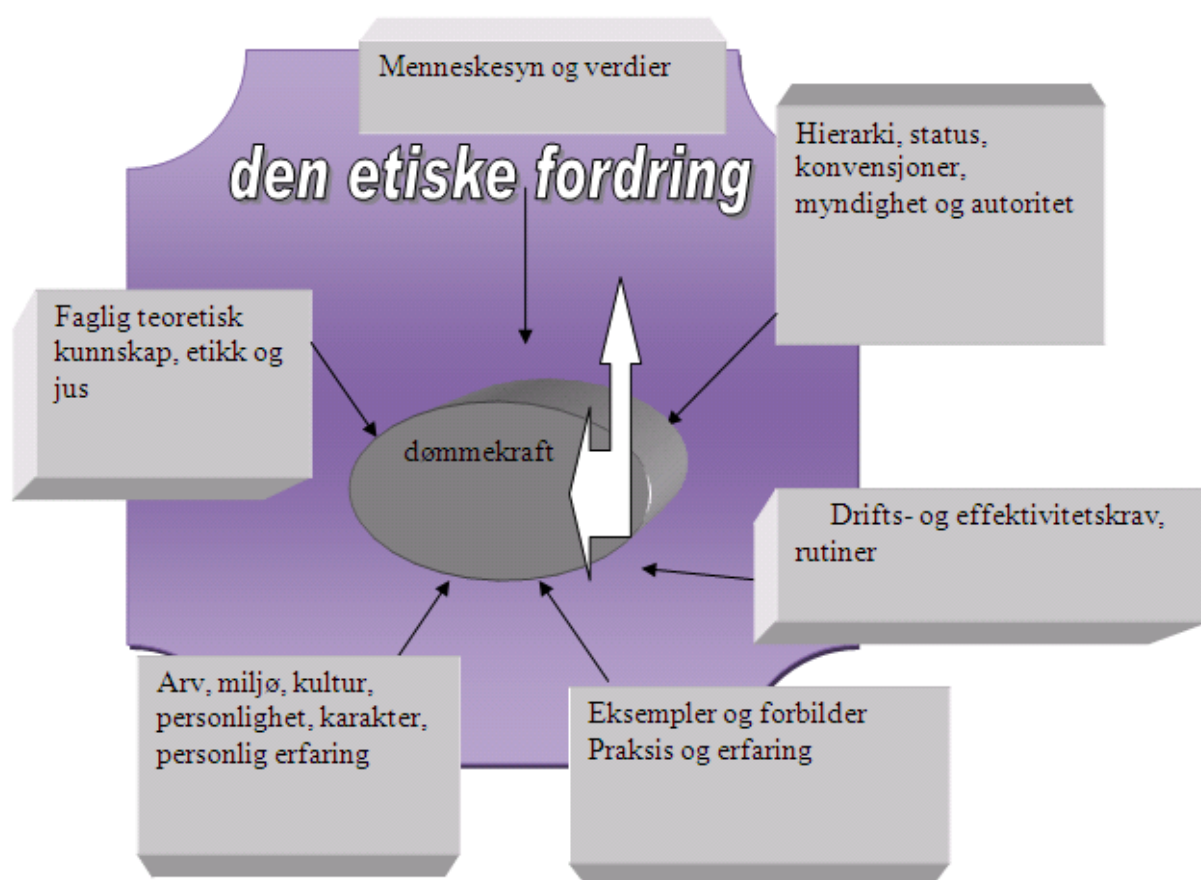 Menneskesyn og verdier
den etiske fordring
Hierarki, status,
konvensjoner,
myndighet og autoritet
Faglig teoretisk
kunnskap, etikk og
jus
dømmekraft
Drifts- og effektivitetskrav,
rutiner
Arv, miljø, kultur,
personlighet, karakter,
personlig erfaring
Eksempler og forbilder
Praksis og erfaring